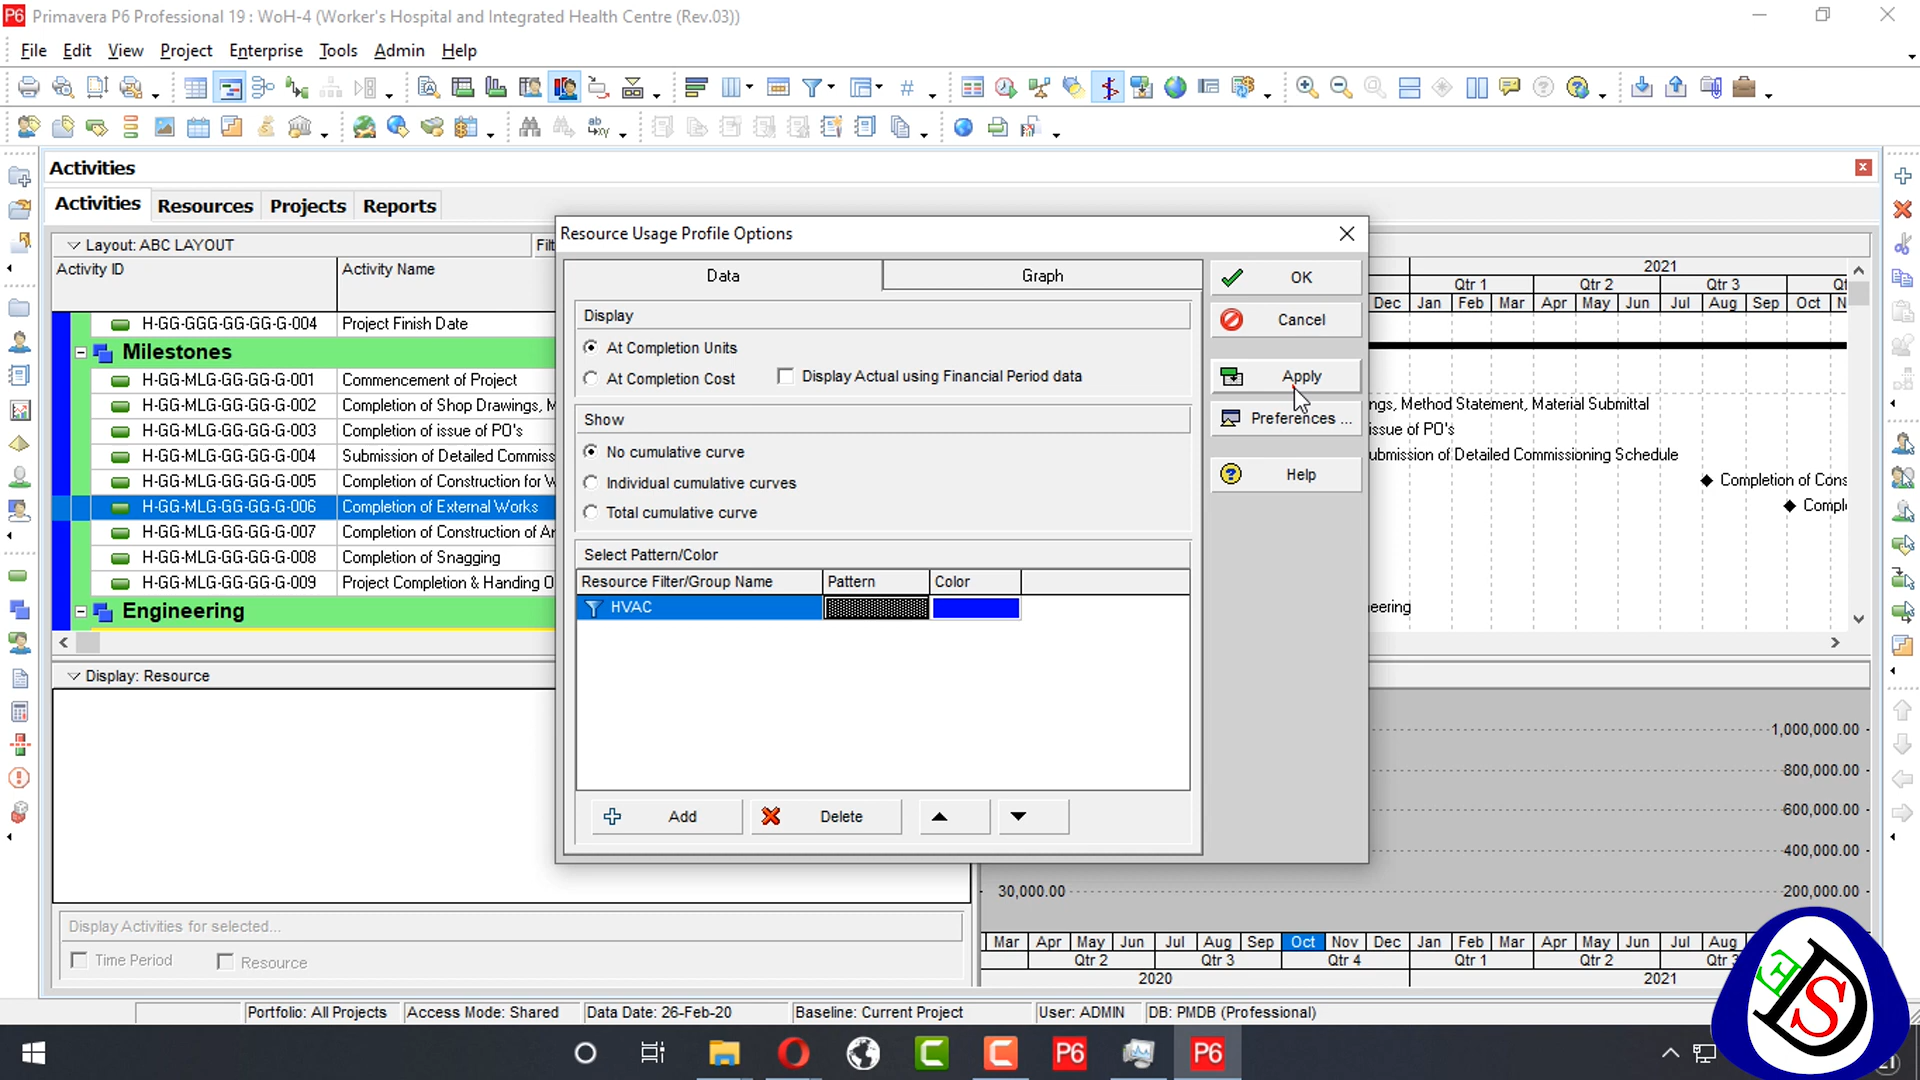 P6 Primavera P6 Professional 19 : WoH-4 (Worker's Hospital and Integrated Health Centre (Rev.03))
File Edit View Project Enterprise Tools Admin Help
Activities
Activities Resources Projects Reports
Layout: ABC LAYOUT
Activity ID Activity Name
H-GG-GGG-GG-GG-G-004 Project Finish Date
Milestones
H-GG-MLG-GG-GG-G-001 Commencement of Project
H-GG-MLG-GG-GG-G-002 Completion of Shop Drawings, M
H-GG-MLG-GG-GG-G-003 Completion of issue of PO's
H-GG-MLG-GG-GG-G-004 Submission of Detailed Commiss
H-GG-MLG-GG-GG-G-005 Completion of Construction for W
H-GG-MLG-GG-GG-G-006 Completion of External Works
H-GG-MLG-GG-GG-G-007 Completion of Construction of Ar
H-GG-MLG-GG-GG-G-008 Completion of Snagging
H-GG-MLG-GG-GG-G-009 Project Completion & Handing O
Engineering
Filt
2021
Qtr 1 Qtr 2 Qtr 3 Qt
Dec Jan Feb Mar Apr May Jun Jul Aug Sep Oct N
ngs, Method Statement, Material Submittal
issue of PO's
ubmission of Detailed Commissioning Schedule
Completion of Cons
Comple
eering
Resource Usage Profile Options
Data Graph
Display
At Completion Units
At Completion Cost Display Actual using Financial Period data
Show
No cumulative curve
Individual cumulative curves
Total cumulative curve
Select Pattern/Color
Resource Filter/Group Name Pattern Color
HVAC
Add Delete
OK
Cancel
Apply
Preferences ...
Help
Display: Resource
Display Activities for selected...
Time Period Resource
1,000,000.00
800,000.00
600,000.00
400,000.00
30,000.00 200,000.00
Mar Apr May Jun Jul Aug Sep Oct Nov Dec Jan Feb Mar Apr May Jun Jul Aug
Qtr 2 Qtr 3 Qtr 4 Qtr 1 Qtr 2 Qtr 3
2020 2021
Portfolio: All Projects Access Mode: Shared Data Date: 26-Feb-20 Baseline: Current Project User: ADMIN DB: PMDB (Professional)
P6 P6